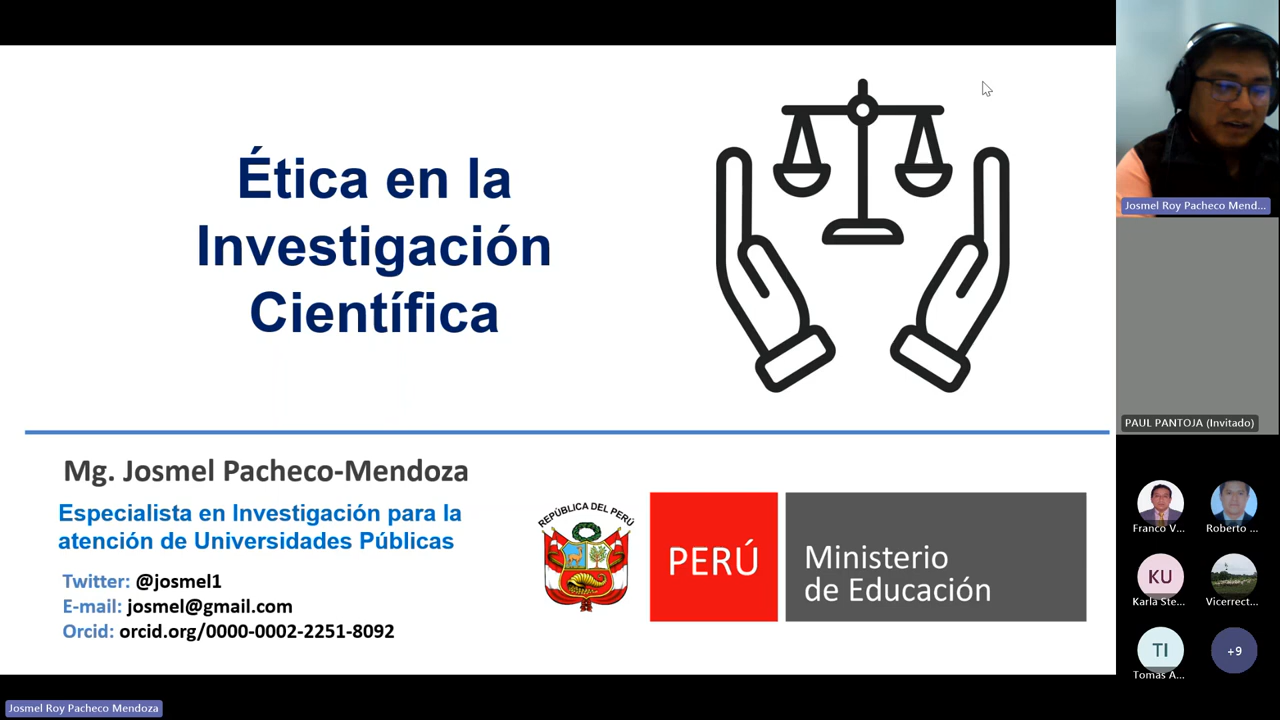 Ética en la
Investigación
Científica
Mg. Josmel Pacheco-Mendoza
Especialista en Investigación para la
atención de Universidades Públicas
Twitter: @josmel1
E-mail: josmel@gmail.com
Orcid: orcid.org/0000-0002-2251-8092
REPÚBLICA DEL PERÚ
PERÚ
Ministerio
de Educación
Josmel Roy Pacheco Mend...
PAUL PANTOJA (Invitado)
Franco V...
Roberto ...
KU
Karla Ste...
Vicerrect...
TI
Tomas A...
+9
Josmel Roy Pacheco Mendoza